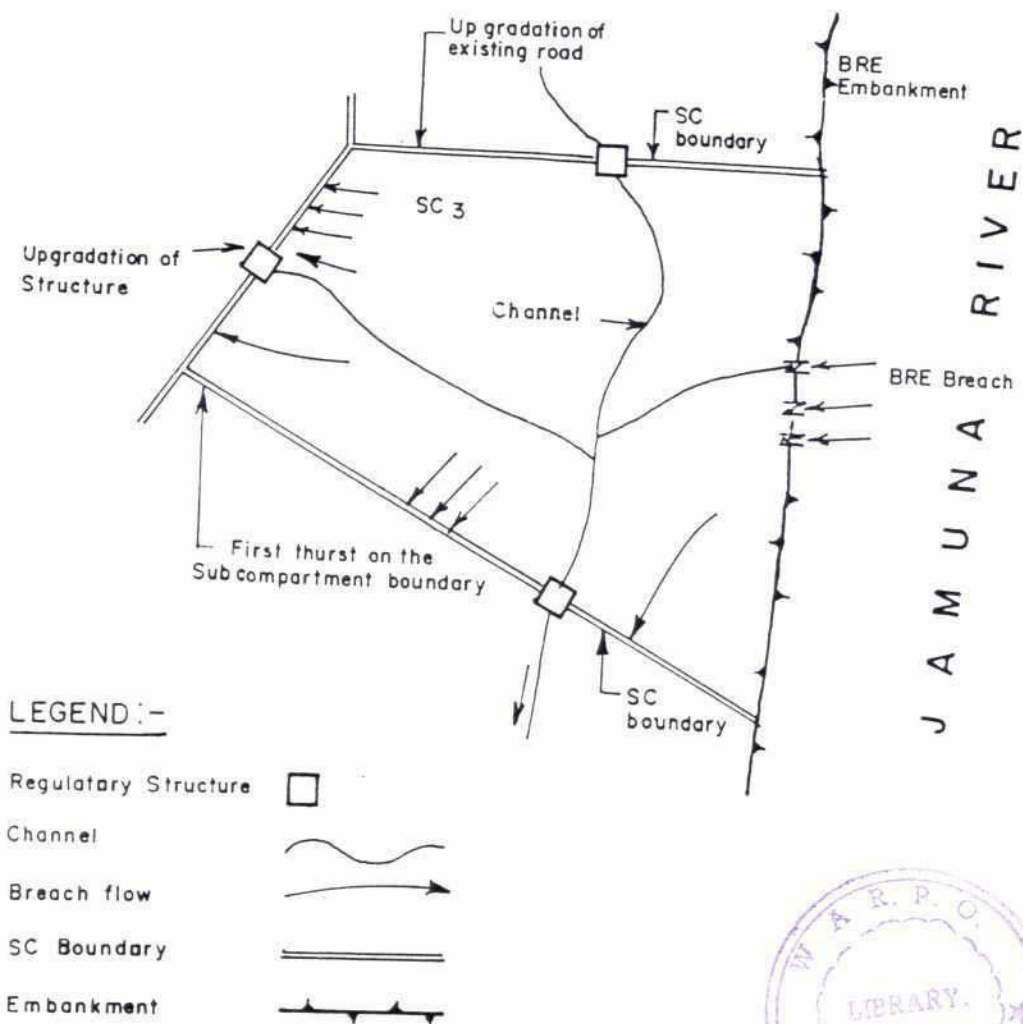 Up gradation of
existing road
BRE
Embankment
SC
boundary
SC 3
Upgradation of
Structure
Channel
BRE Breach
JAMUNA RIVER
First thurst on the
Subcompartment boundary
SC
boundary
LEGEND :-
Regulatory Structure
Channel
Breach flow
SC Boundary
Embankment
W A R. P. O.
LIBRARY.